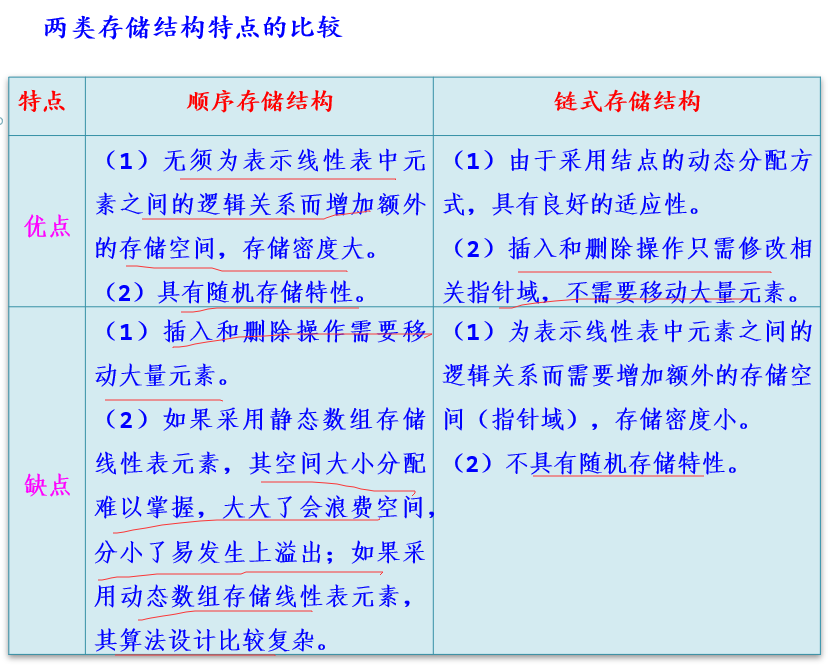 两类存储结构特点的比较
特点
顺序存储结构
链式存储结构
优点
（1）无须为表示线性表中元
素之间的逻辑关系而增加额外
的存储空间，存储密度大。
（2）具有随机存储特性。
（1）由于采用结点的动态分配方
式，具有良好的适应性。
（2）插入和删除操作只需修改相
关指针域，不需要移动大量元素。
缺点
（1）插入和删除操作需要移
动大量元素。
（2）如果采用静态数组存储
线性表元素，其空间大小分配
难以掌握，大大了会浪费空间，
分小了易发生上溢出；如果采
用动态数组存储线性表元素，
其算法设计比较复杂。
（1）为表示线性表中元素之间的
逻辑关系而需要增加额外的存储空
间（指针域），存储密度小。
（2）不具有随机存储特性。